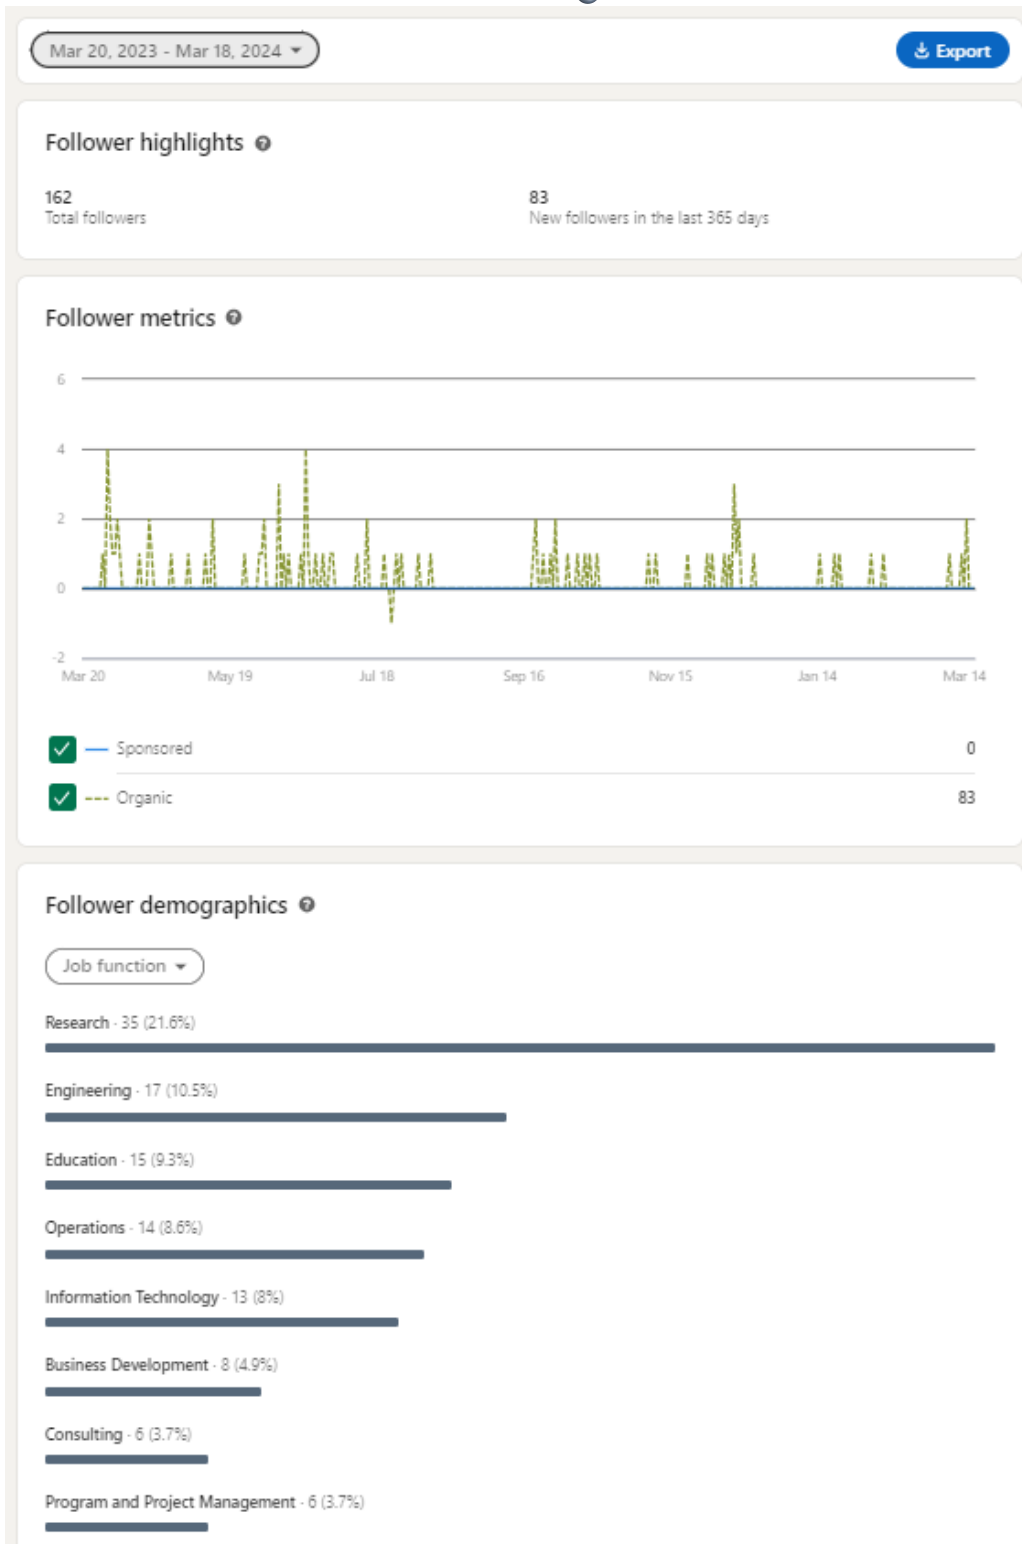 Mar 20, 2023 - Mar 18, 2024
Export
Follower highlights
162
Total followers
83
New followers in the last 365 days
Follower metrics
6
4
2
0
-2
Mar 20 May 19 Jul 18 Sep 16 Nov 15 Jan 14 Mar 14
Sponsored 0
Organic 83
Follower demographics
Job function
Research · 35 (21.6%)
Engineering · 17 (10.5%)
Education · 15 (9.3%)
Operations · 14 (8.6%)
Information Technology · 13 (8%)
Business Development · 8 (4.9%)
Consulting · 6 (3.7%)
Program and Project Management · 6 (3.7%)